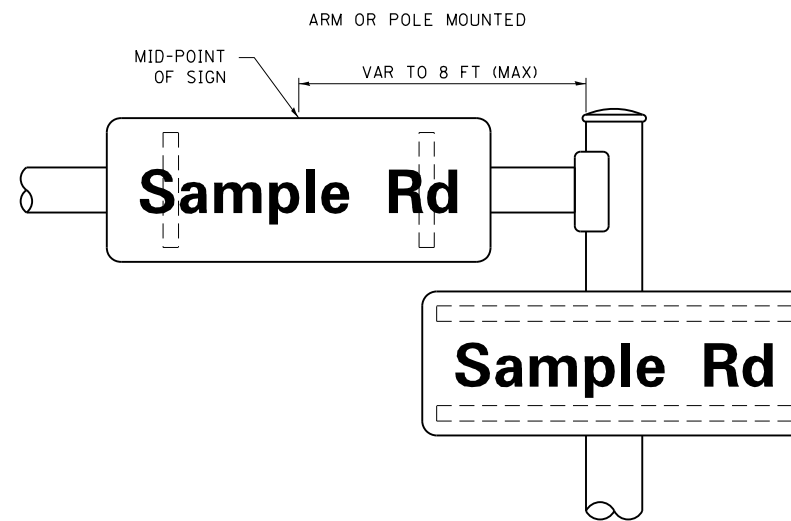 ARM OR POLE MOUNTED
MID-POINT
OF SIGN
VAR TO 8 FT (MAX)
Sample Rd
Sample Rd